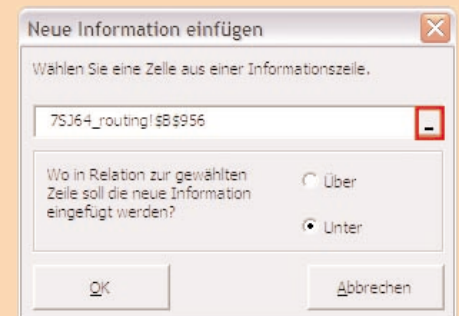 Neue Information einfügen
Wählen Sie eine Zelle aus einer Informationszeile.
7SJ64_routing!$B$956
Wo in Relation zur gewählten
Zeile soll die neue Information
eingefügt werden?
Über
Unter
OK
Abbrechen